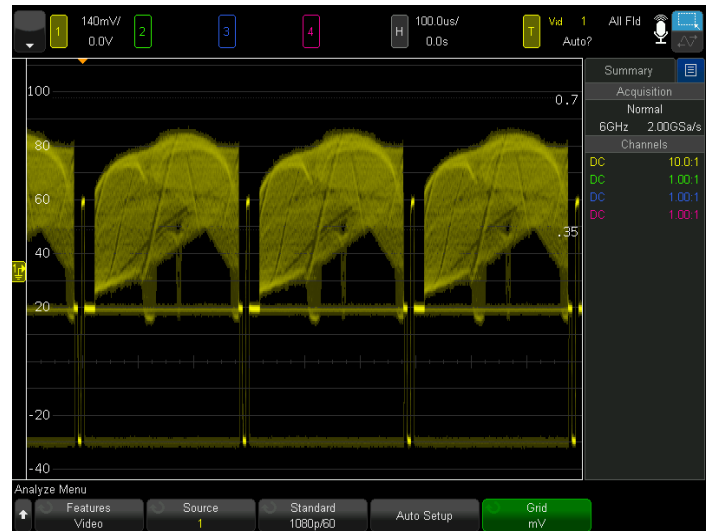 1 140mV/ 2 3 4 H 100.0us/ T Vid 1 All Fld
0.0V 0.0s Auto?
Summary
Acquisition
Normal
6GHz 2.00GSa/s
Channels
DC 10.0:1
DC 1.00:1
DC 1.00:1
DC 1.00:1
100
0.7
80
60
.35
40
20
-20
-40
Analyze Menu
Features Source Standard Auto Setup Grid
Video 1 1080p/60 mV